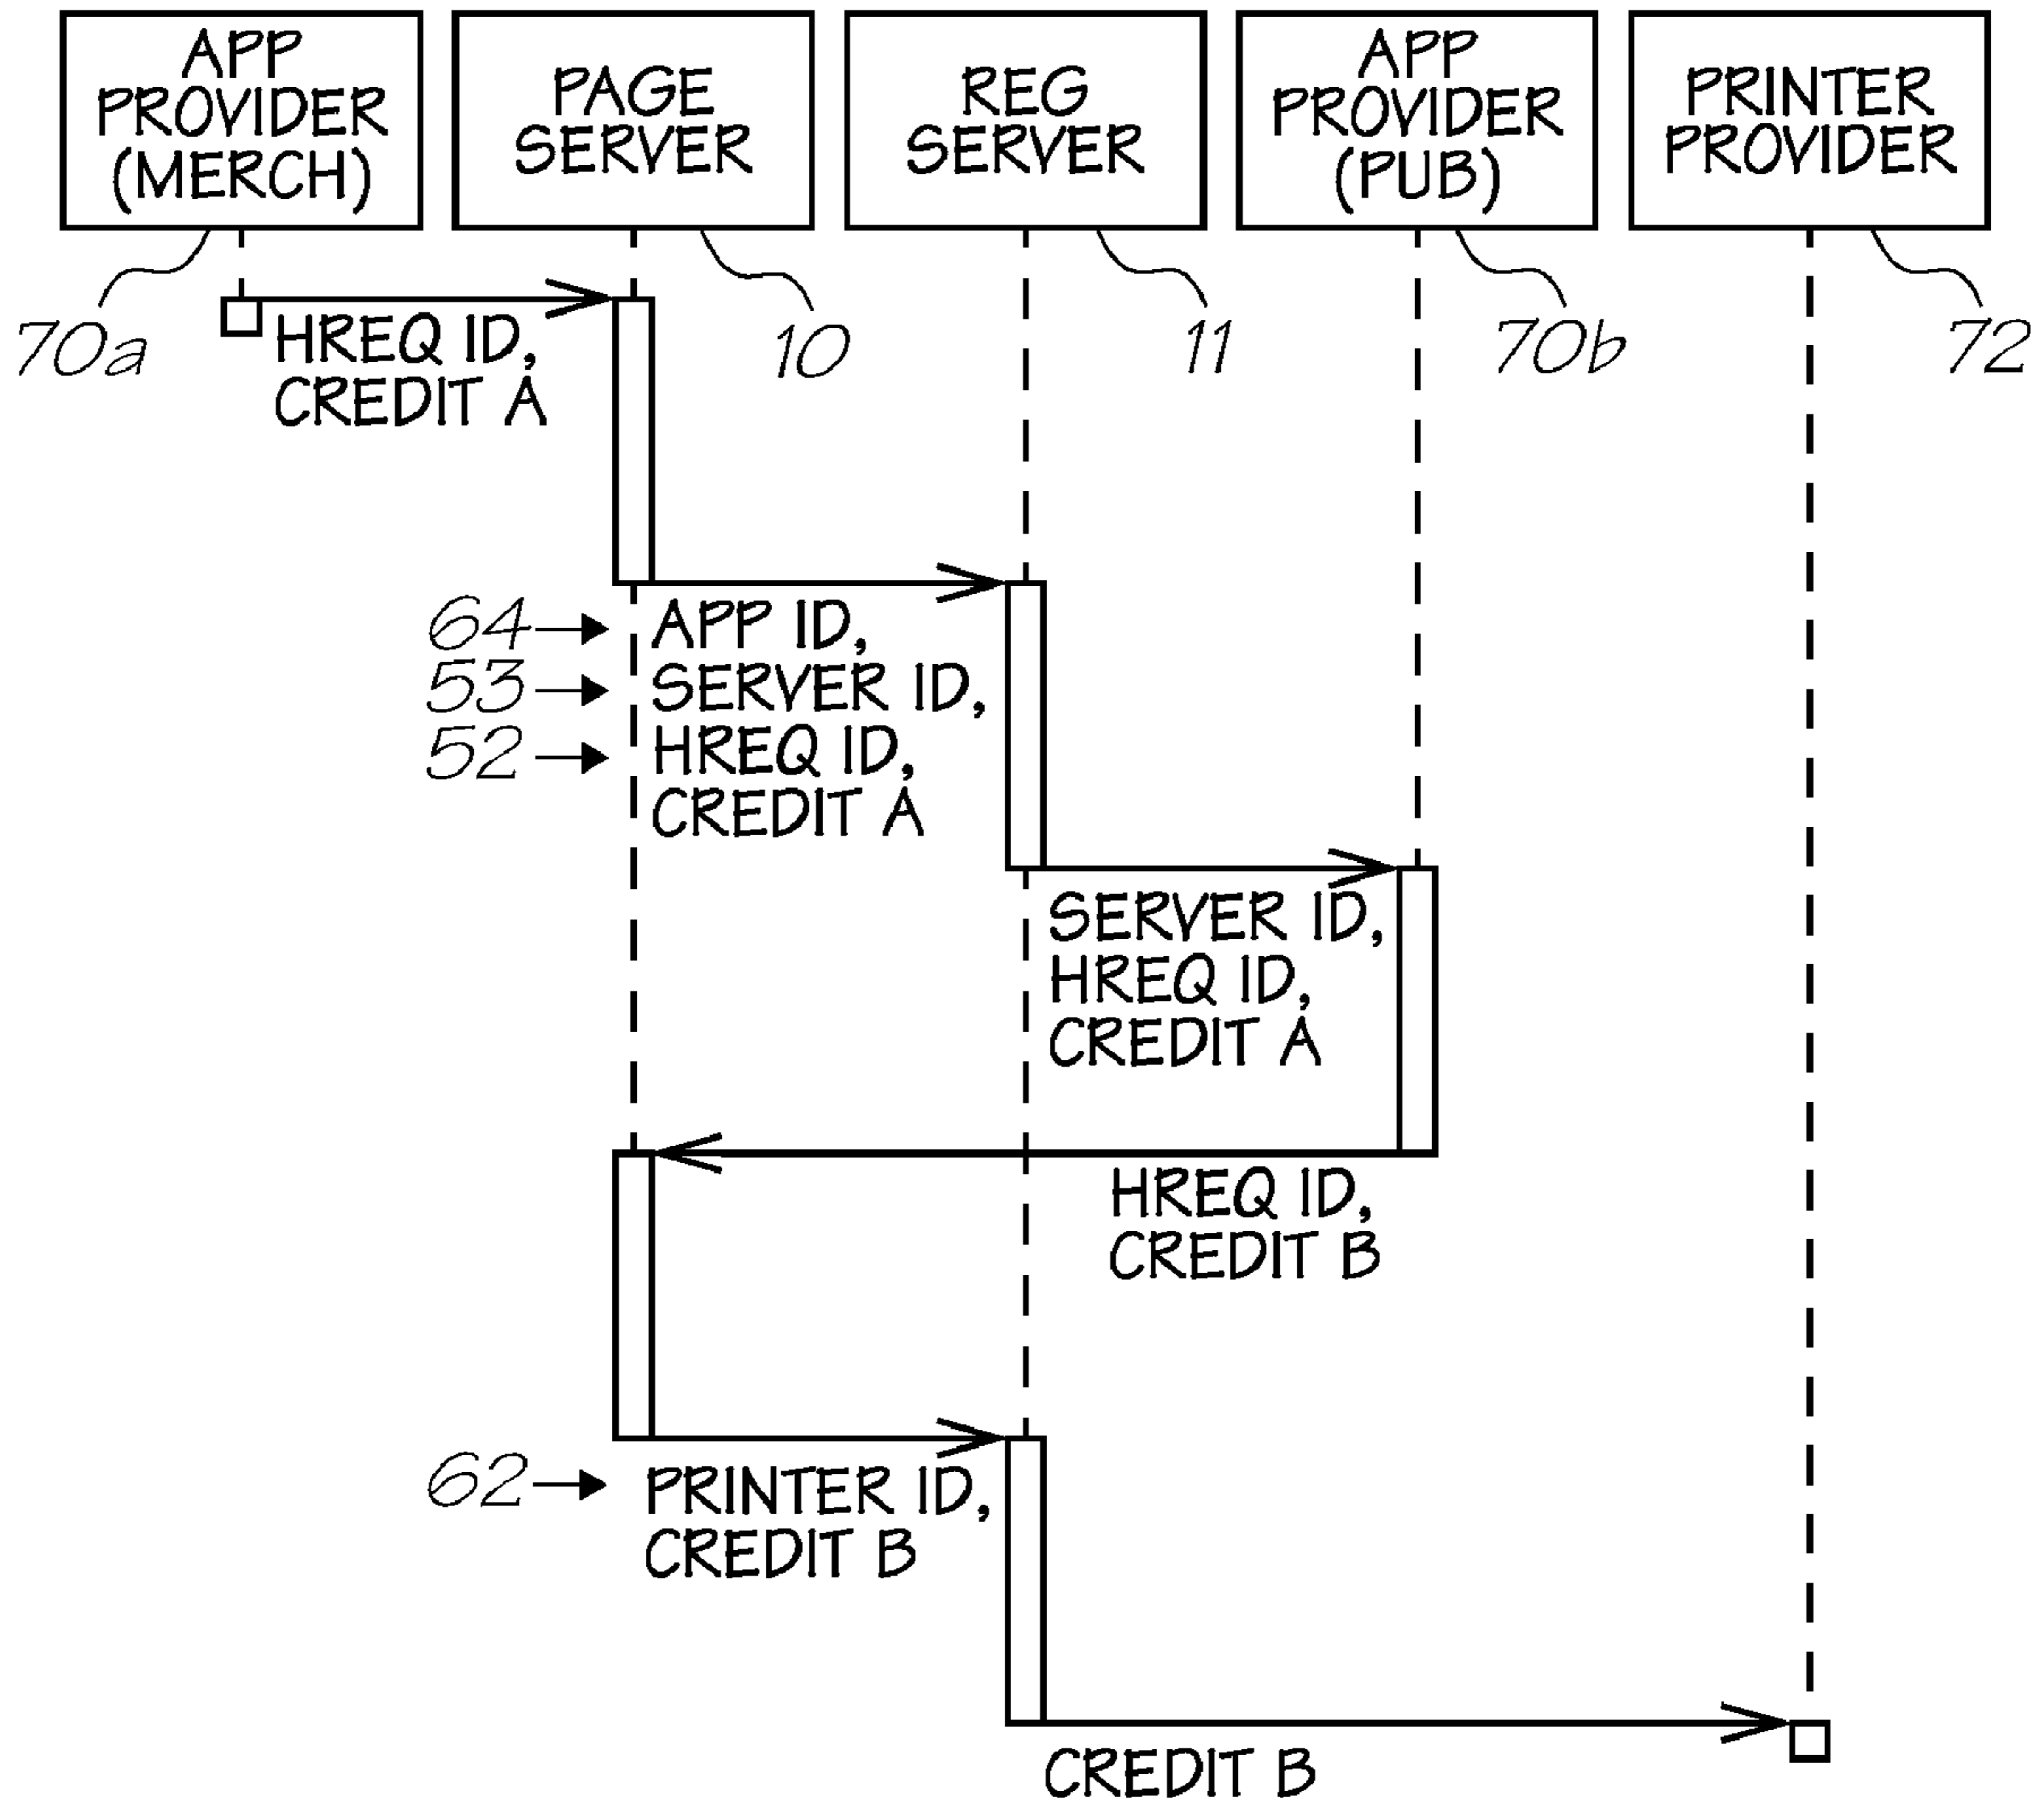 APP
PROVIDER
(MERCH)
PAGE
SERVER
REG
SERVER
APP
PROVIDER
(PUB)
PRINTER
PROVIDER
70a
10
11
70b
72
HREQ ID,
CREDIT A
64
APP ID,
53
SERVER ID,
52
HREQ ID,
CREDIT A
SERVER ID,
HREQ ID,
CREDIT A
HREQ ID,
CREDIT B
62
PRINTER ID,
CREDIT B
CREDIT B